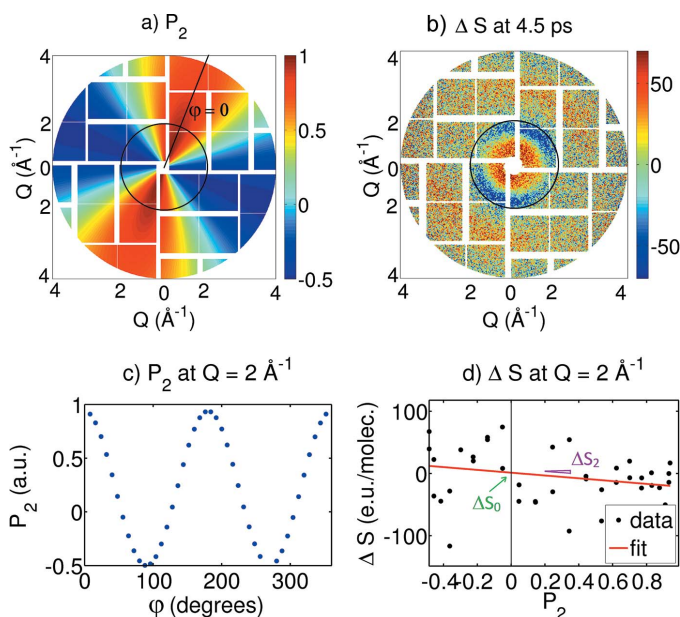 a) P2
b) Δ S at 4.5 ps
φ = 0
Q (Å-1)
4
2
0
2
4
4 2 0 2 4
Q (Å-1)
1
0.5
0
-0.5
Q (Å-1)
4
2
0
2
4
4 2 0 2 4
Q (Å-1)
50
0
-50
c) P2 at Q = 2 Å-1
d) Δ S at Q = 2 Å-1
P2 (a.u.)
1
0.5
0
-0.5
0 100 200 300
φ (degrees)
Δ S (e.u./molec.)
100
0
-100
ΔS2
ΔS0
data
fit
-0.4 -0.2 0 0.2 0.4 0.6 0.8
P2